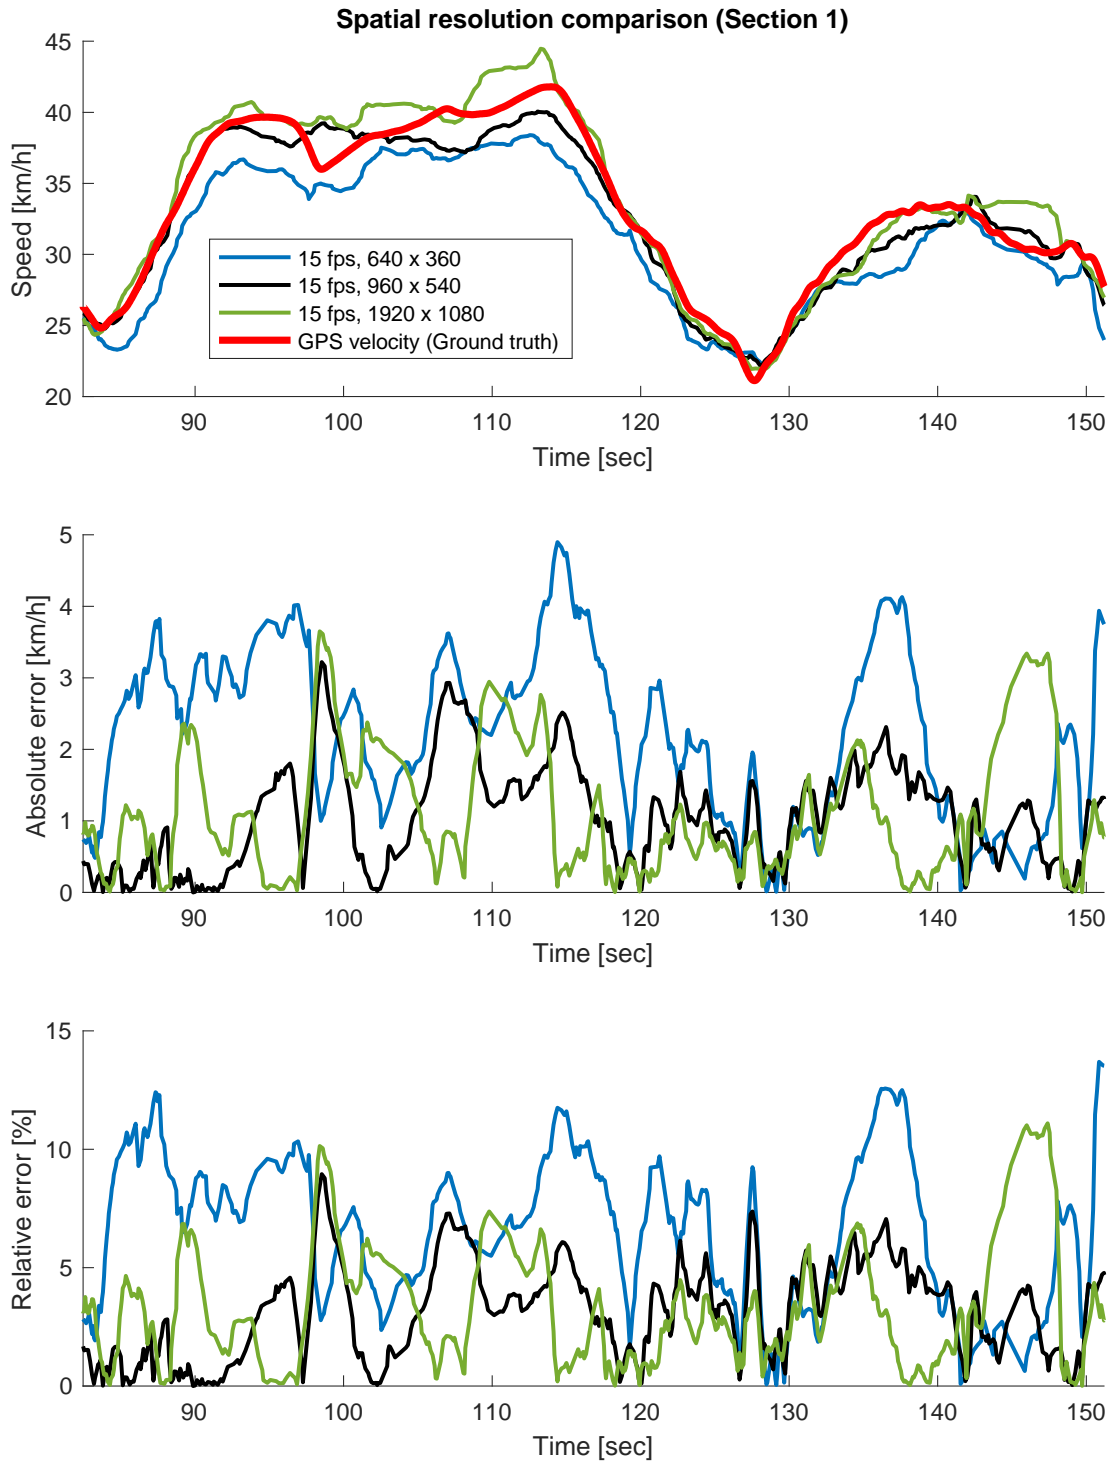 Spatial resolution comparison (Section 1)
45
40
35
30
25
20
Speed [km/h]
15 fps, 640 x 360
15 fps, 960 x 540
15 fps, 1920 x 1080
GPS velocity (Ground truth)
90 100 110 120 130 140 150
Time [sec]
5
4
3
2
1
0
Absolute error [km/h]
90 100 110 120 130 140 150
Time [sec]
15
10
5
0
Relative error [%]
90 100 110 120 130 140 150
Time [sec]